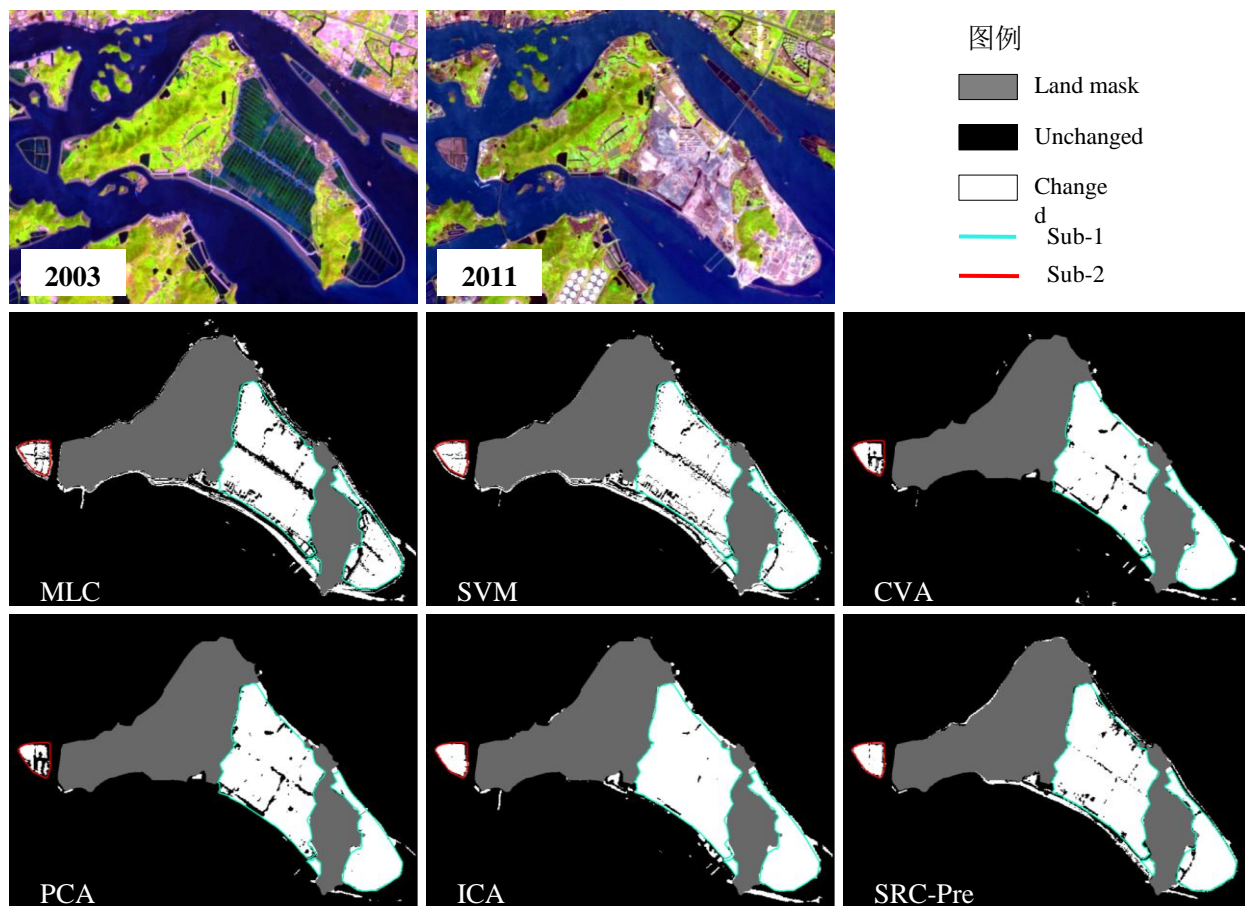 2003
2011
图例
Land mask
Unchanged
Change
d
Sub-1
Sub-2
MLC
SVM
CVA
PCA
ICA
SRC-Pre